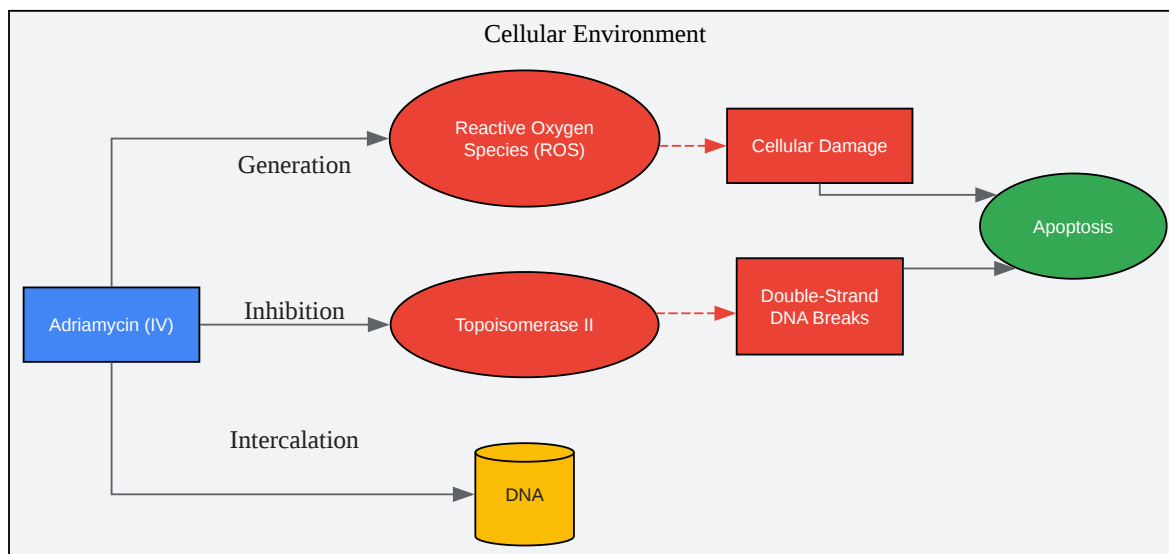 Cellular Environment
Reactive Oxygen
Species (ROS)
Cellular Damage
Generation
Apoptosis
Adriamycin (IV)
Inhibition
Topoisomerase II
Double-Strand
DNA Breaks
Intercalation
DNA